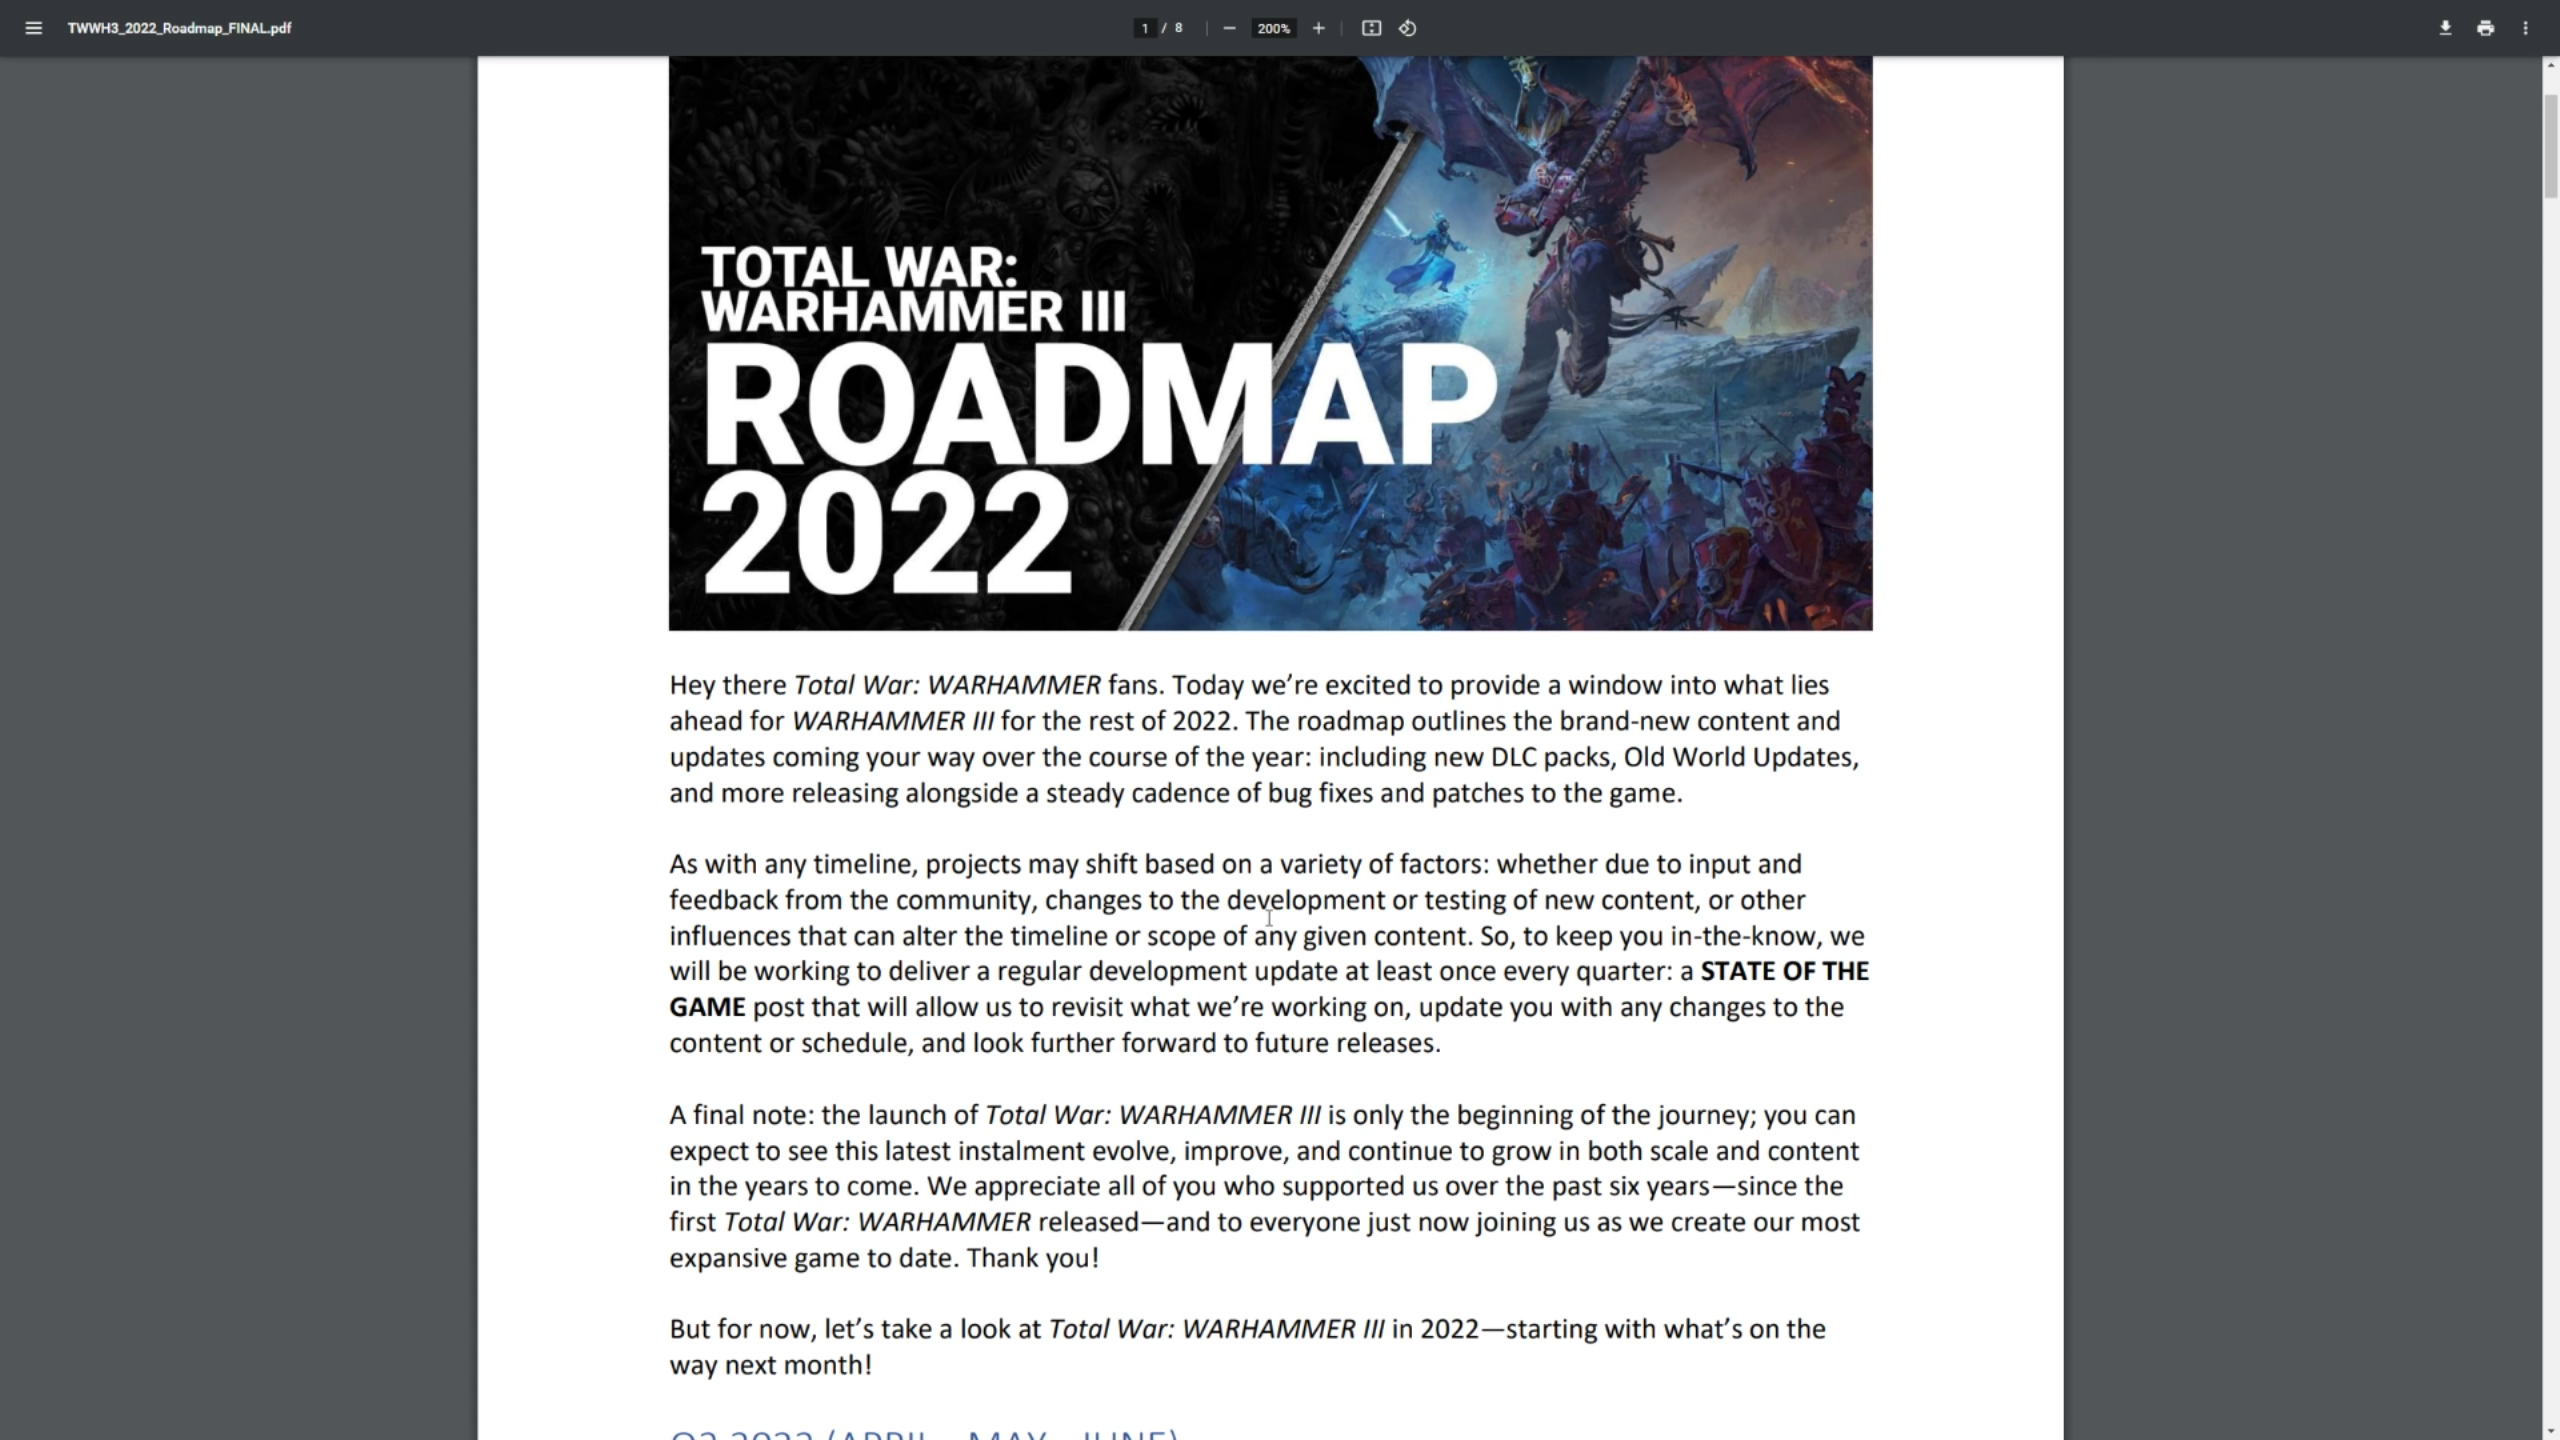 TWWH3_2022_Roadmap_FINAL.pdf
1 / 8
200%
TOTAL WAR:
WARHAMMER III
ROADMAP
2022
Hey there Total War: WARHAMMER fans. Today we’re excited to provide a window into what lies
ahead for WARHAMMER III for the rest of 2022. The roadmap outlines the brand-new content and
updates coming your way over the course of the year: including new DLC packs, Old World Updates,
and more releasing alongside a steady cadence of bug fixes and patches to the game.
As with any timeline, projects may shift based on a variety of factors: whether due to input and
feedback from the community, changes to the development or testing of new content, or other
influences that can alter the timeline or scope of any given content. So, to keep you in-the-know, we
will be working to deliver a regular development update at least once every quarter: a STATE OF THE
GAME post that will allow us to revisit what we’re working on, update you with any changes to the
content or schedule, and look further forward to future releases.
A final note: the launch of Total War: WARHAMMER III is only the beginning of the journey; you can
expect to see this latest instalment evolve, improve, and continue to grow in both scale and content
in the years to come. We appreciate all of you who supported us over the past six years—since the
first Total War: WARHAMMER released—and to everyone just now joining us as we create our most
expansive game to date. Thank you!
But for now, let’s take a look at Total War: WARHAMMER III in 2022—starting with what’s on the
way next month!
Q2 2022 (APRIL – MAY – JUNE)